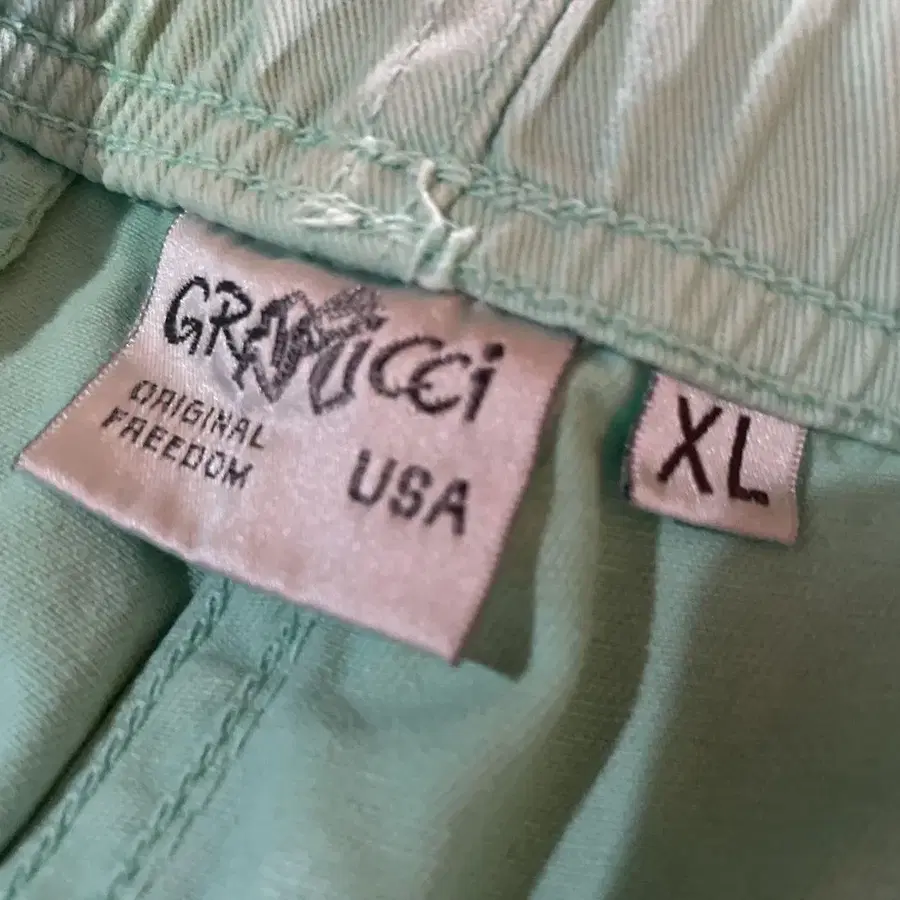 GRAMICCI
ORIGINAL
FREEDOM
USA
XL